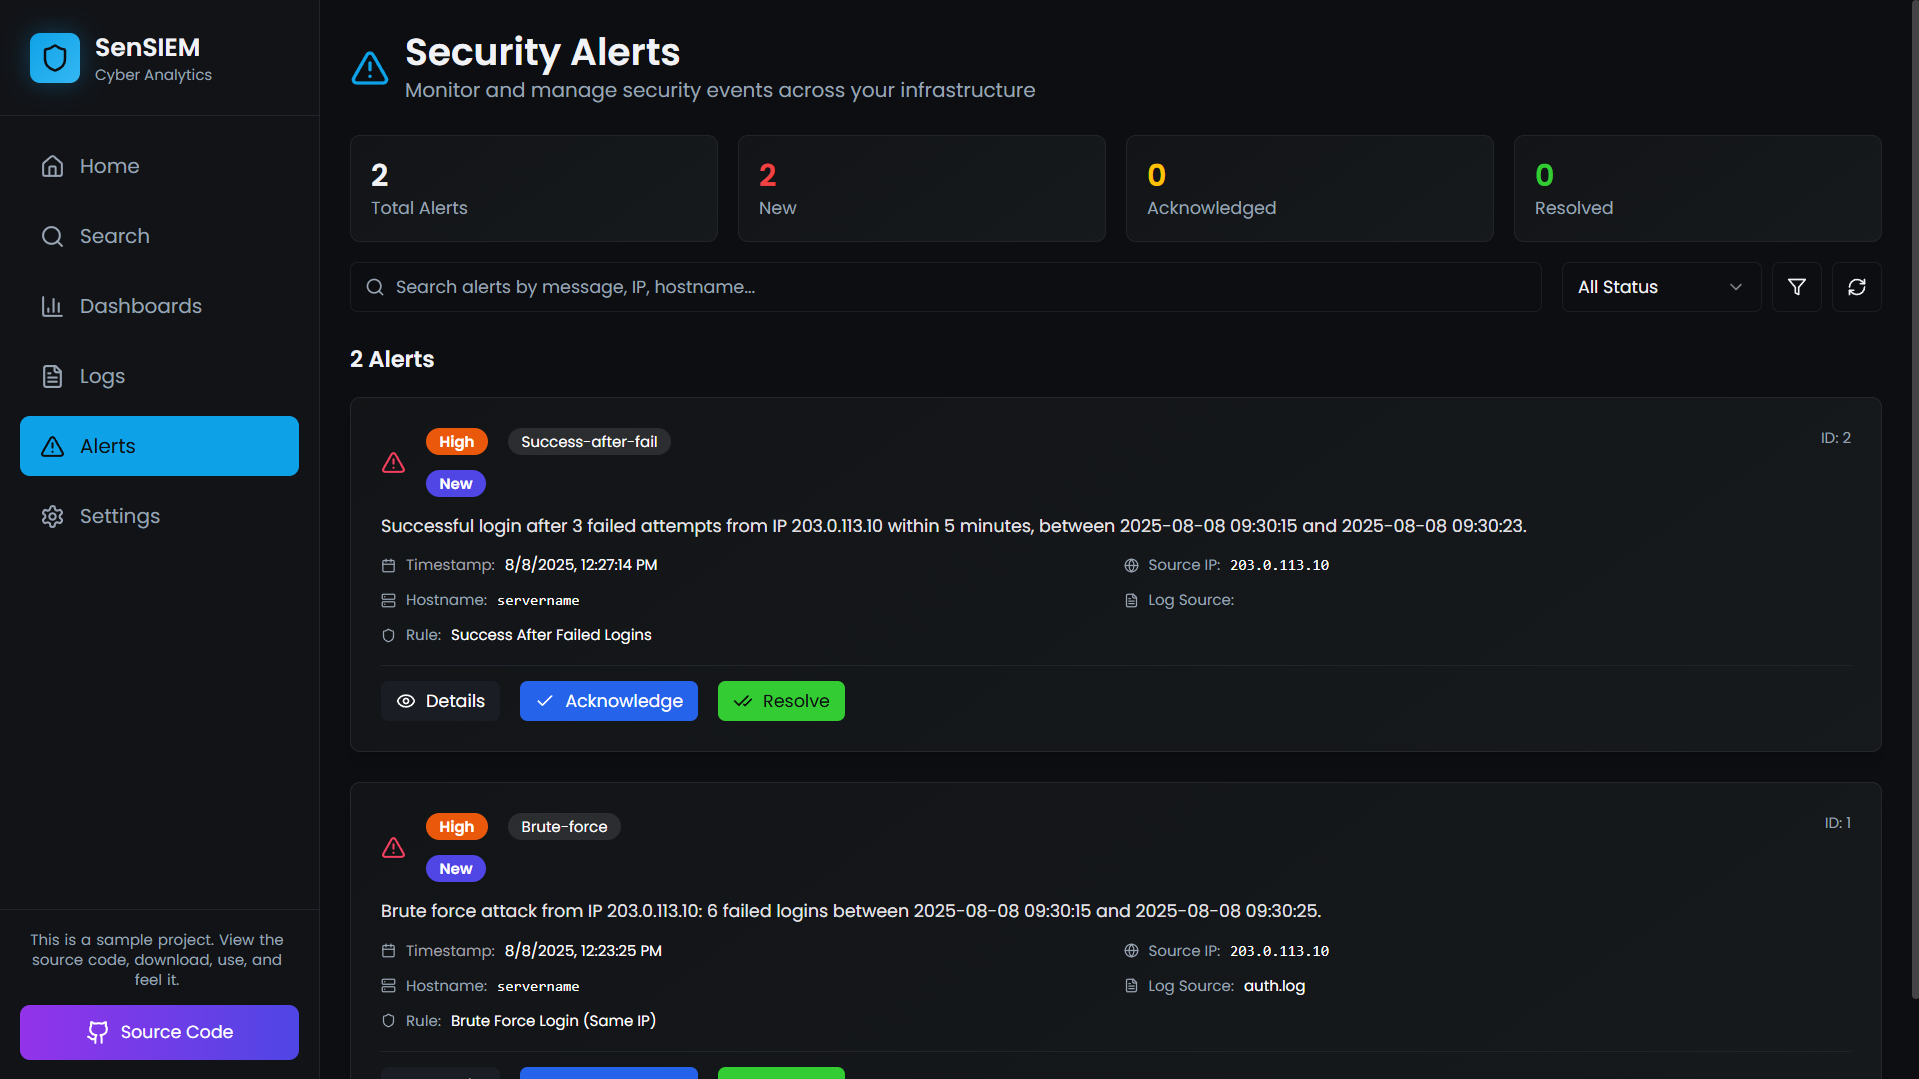 SenSIEM
Cyber Analytics
Home
Search
Dashboards
Logs
Alerts
Settings
This is a sample project. View the
source code, download, use, and
feel it.
Source Code
Security Alerts
Monitor and manage security events across your infrastructure
2
Total Alerts
2
New
0
Acknowledged
0
Resolved
Search alerts by message, IP, hostname...
All Status
2 Alerts
High
Success-after-fail
ID: 2
New
Successful login after 3 failed attempts from IP 203.0.113.10 within 5 minutes, between 2025-08-08 09:30:15 and 2025-08-08 09:30:23.
Timestamp: 8/8/2025, 12:27:14 PM
Source IP: 203.0.113.10
Hostname: servername
Log Source:
Rule: Success After Failed Logins
Details
Acknowledge
Resolve
High
Brute-force
ID: 1
New
Brute force attack from IP 203.0.113.10: 6 failed logins between 2025-08-08 09:30:15 and 2025-08-08 09:30:25.
Timestamp: 8/8/2025, 12:23:25 PM
Source IP: 203.0.113.10
Hostname: servername
Log Source: auth.log
Rule: Brute Force Login (Same IP)